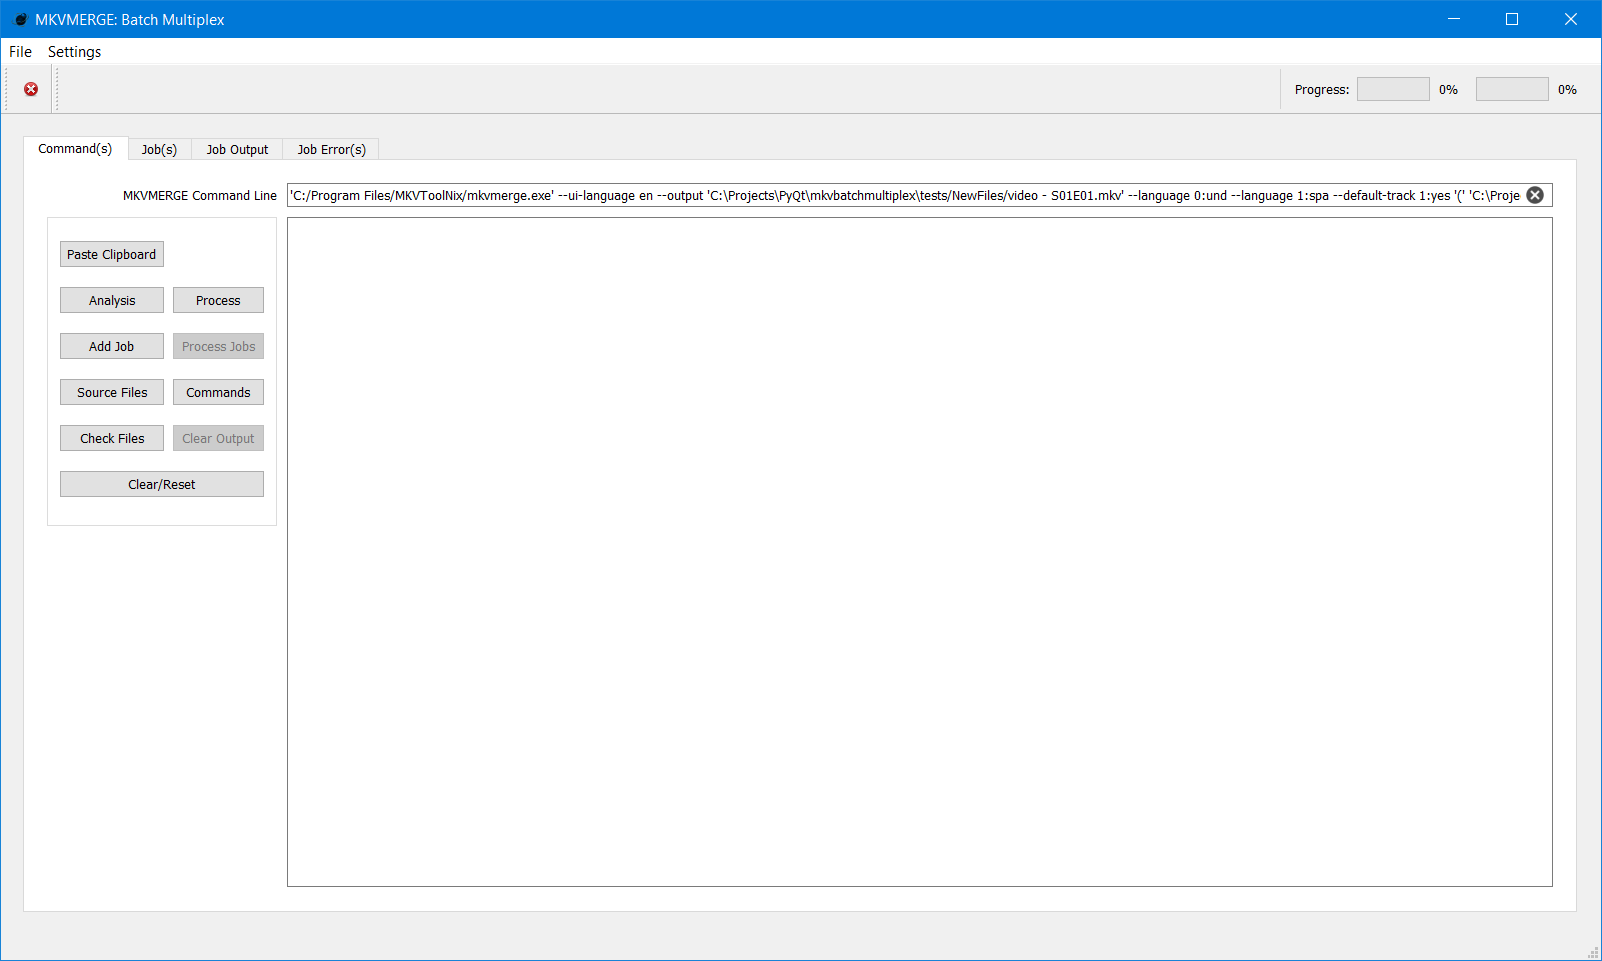 MKVMERGE: Batch Multiplex
File Settings
Progress: 0% 0%
Command(s) Job(s) Job Output Job Error(s)
MKVMERGE Command Line 'C:/Program Files/MKVToolNix/mkvmerge.exe' --ui-language en --output 'C:\Projects\PyQt\mkvbatchmultiplex\tests/NewFiles/video - S01E01.mkv' --language 0:und --language 1:spa --default-track 1:yes '(' 'C:\Proje
Paste Clipboard
Analysis Process
Add Job Process Jobs
Source Files Commands
Check Files Clear Output
Clear/Reset